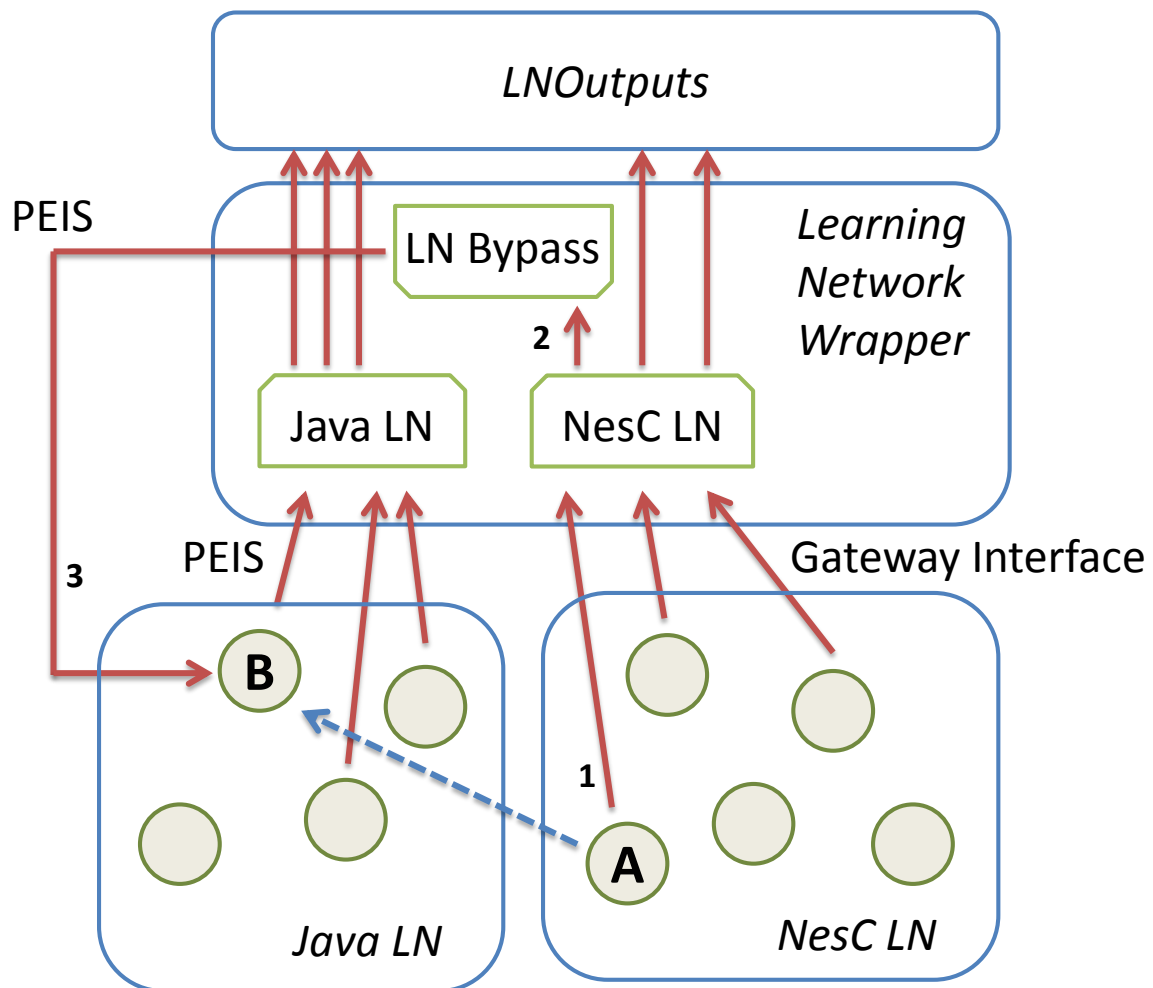 LNOutputs
PEIS
LN Bypass
Learning
Network
Wrapper
2
Java LN
NesC LN
PEIS
Gateway Interface
3
B
1
A
Java LN
NesC LN